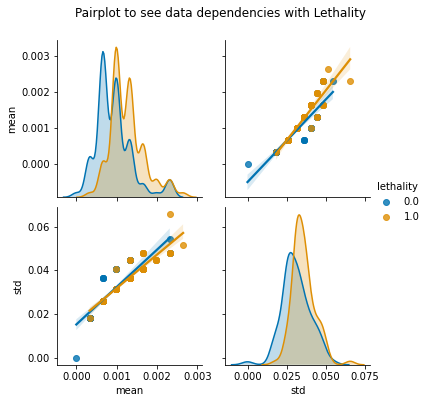 Pairplot to see data dependencies with Lethality
0.003
0.002
0.001
0.000
mean
lethality
0.0
1.0
0.06
0.04
0.02
0.00
std
0.000 0.001 0.002 0.003
mean
0.000 0.025 0.050 0.075
std